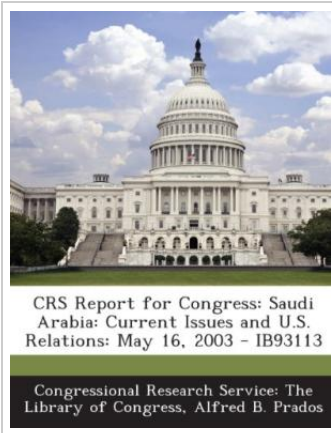 CRS Report for Congress: Saudi
Arabia: Current Issues and U.S.
Relations: May 16, 2003 - IB93113
Congressional Research Service: The
Library of Congress, Alfred B. Prados